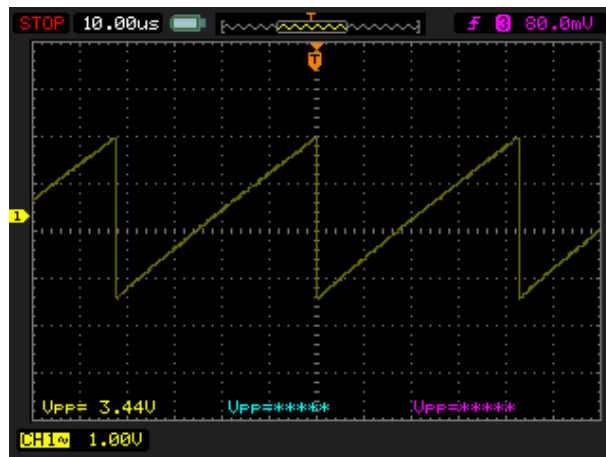 STOP 10.00us T F 3 80.0mV
T
1
Vpp= 3.44V Vpp=***** Vpp=*****
CH1~ 1.00V